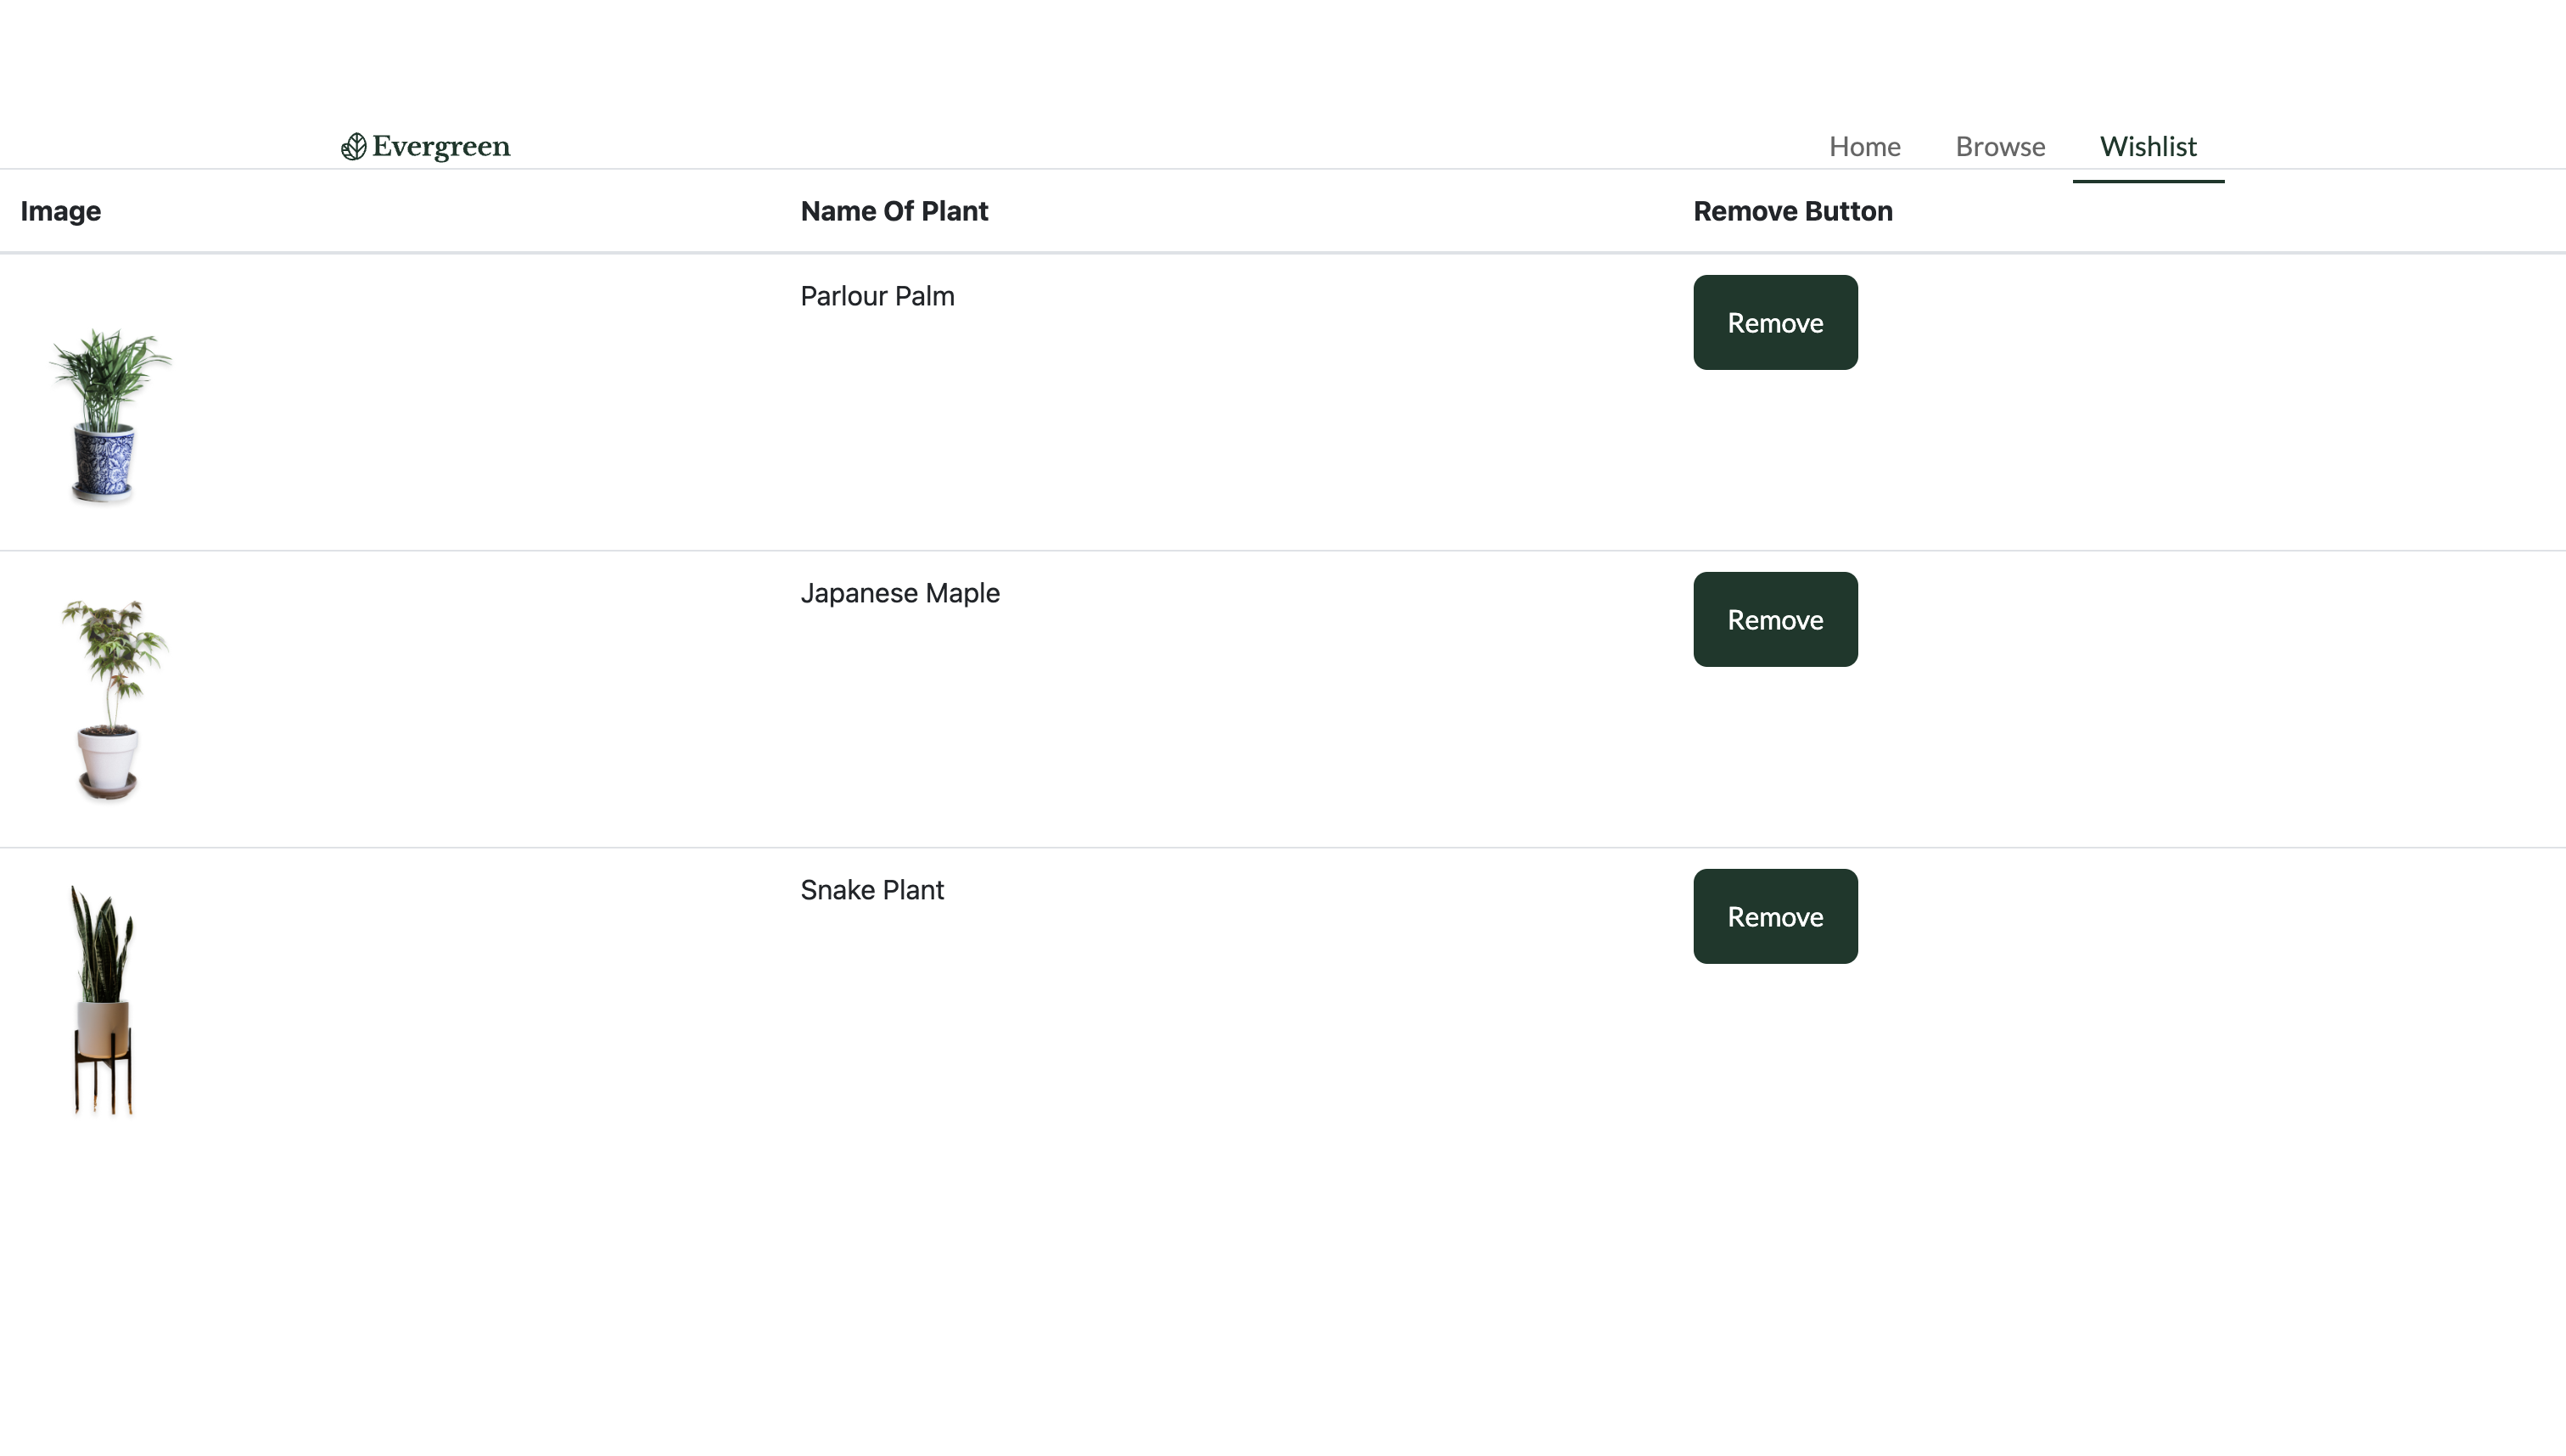 Evergreen Home Browse Wishlist
Image Name Of Plant Remove Button
Parlour Palm Remove
Japanese Maple Remove
Snake Plant Remove